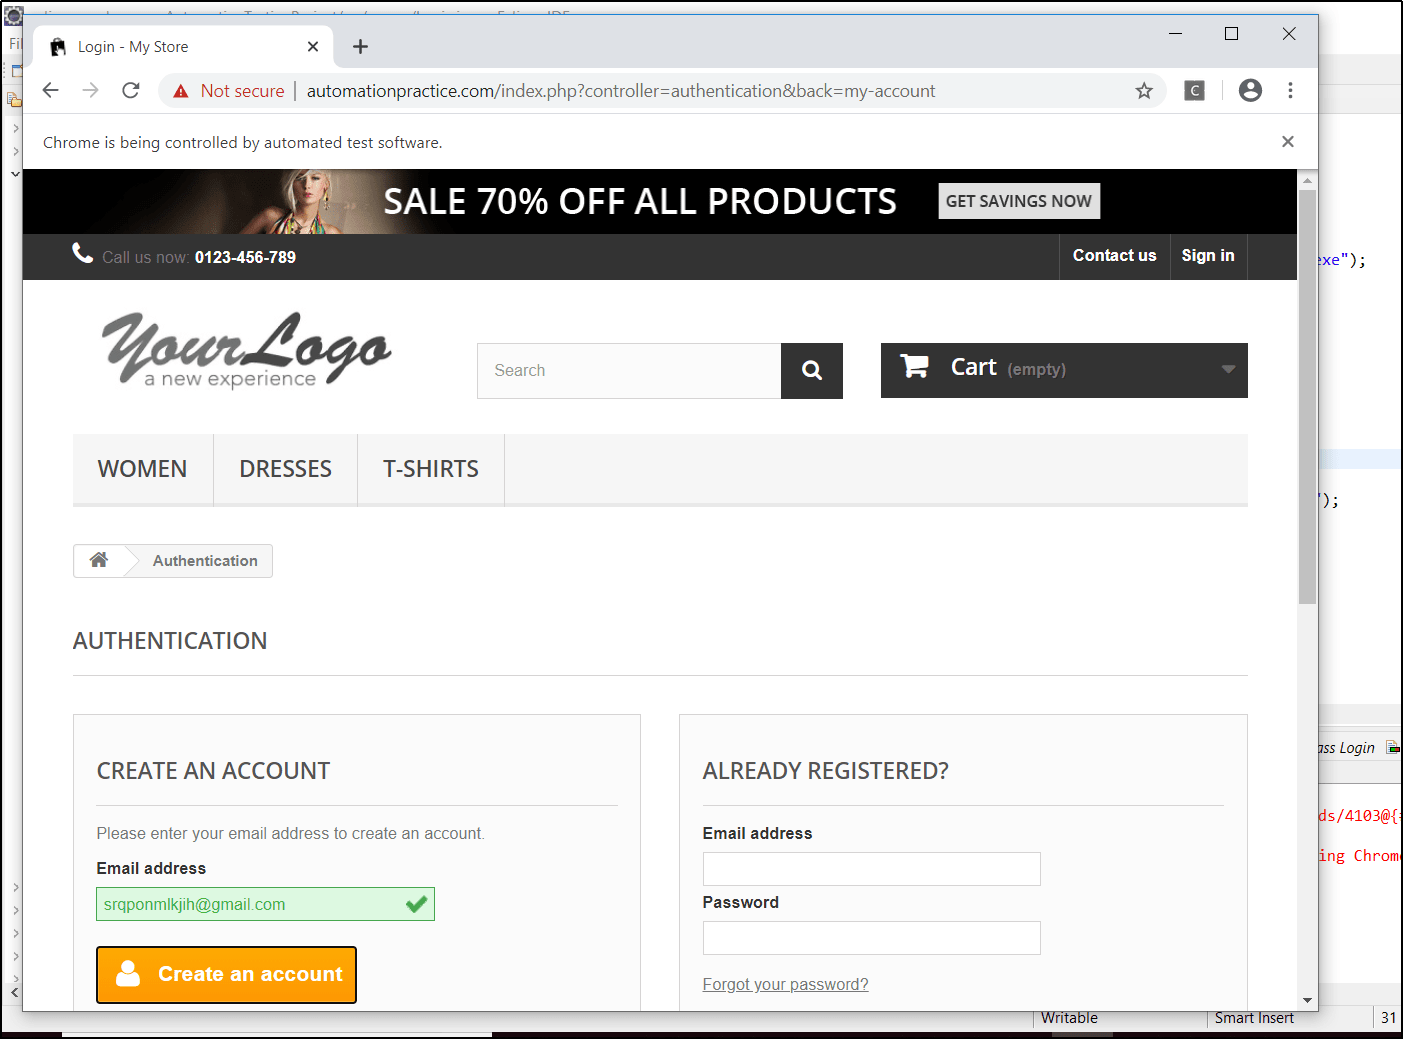 Fil
Login - My Store
Not secure | automationpractice.com/index.php?controller=authentication&back=my-account
C
Chrome is being controlled by automated test software.
SALE 70% OFF ALL PRODUCTS GET SAVINGS NOW
Call us now: 0123-456-789 Contact us Sign in
exe");
Your Logo
a new experience
Search Cart (empty)
WOMEN DRESSES T-SHIRTS
");
Authentication
AUTHENTICATION
ass Login
CREATE AN ACCOUNT ALREADY REGISTERED?
ds/4103@{
Please enter your email address to create an account. Email address
ing Chrome
Email address
srqponmlkjih@gmail.com Password
Create an account Forgot your password?
Writable Smart Insert 31